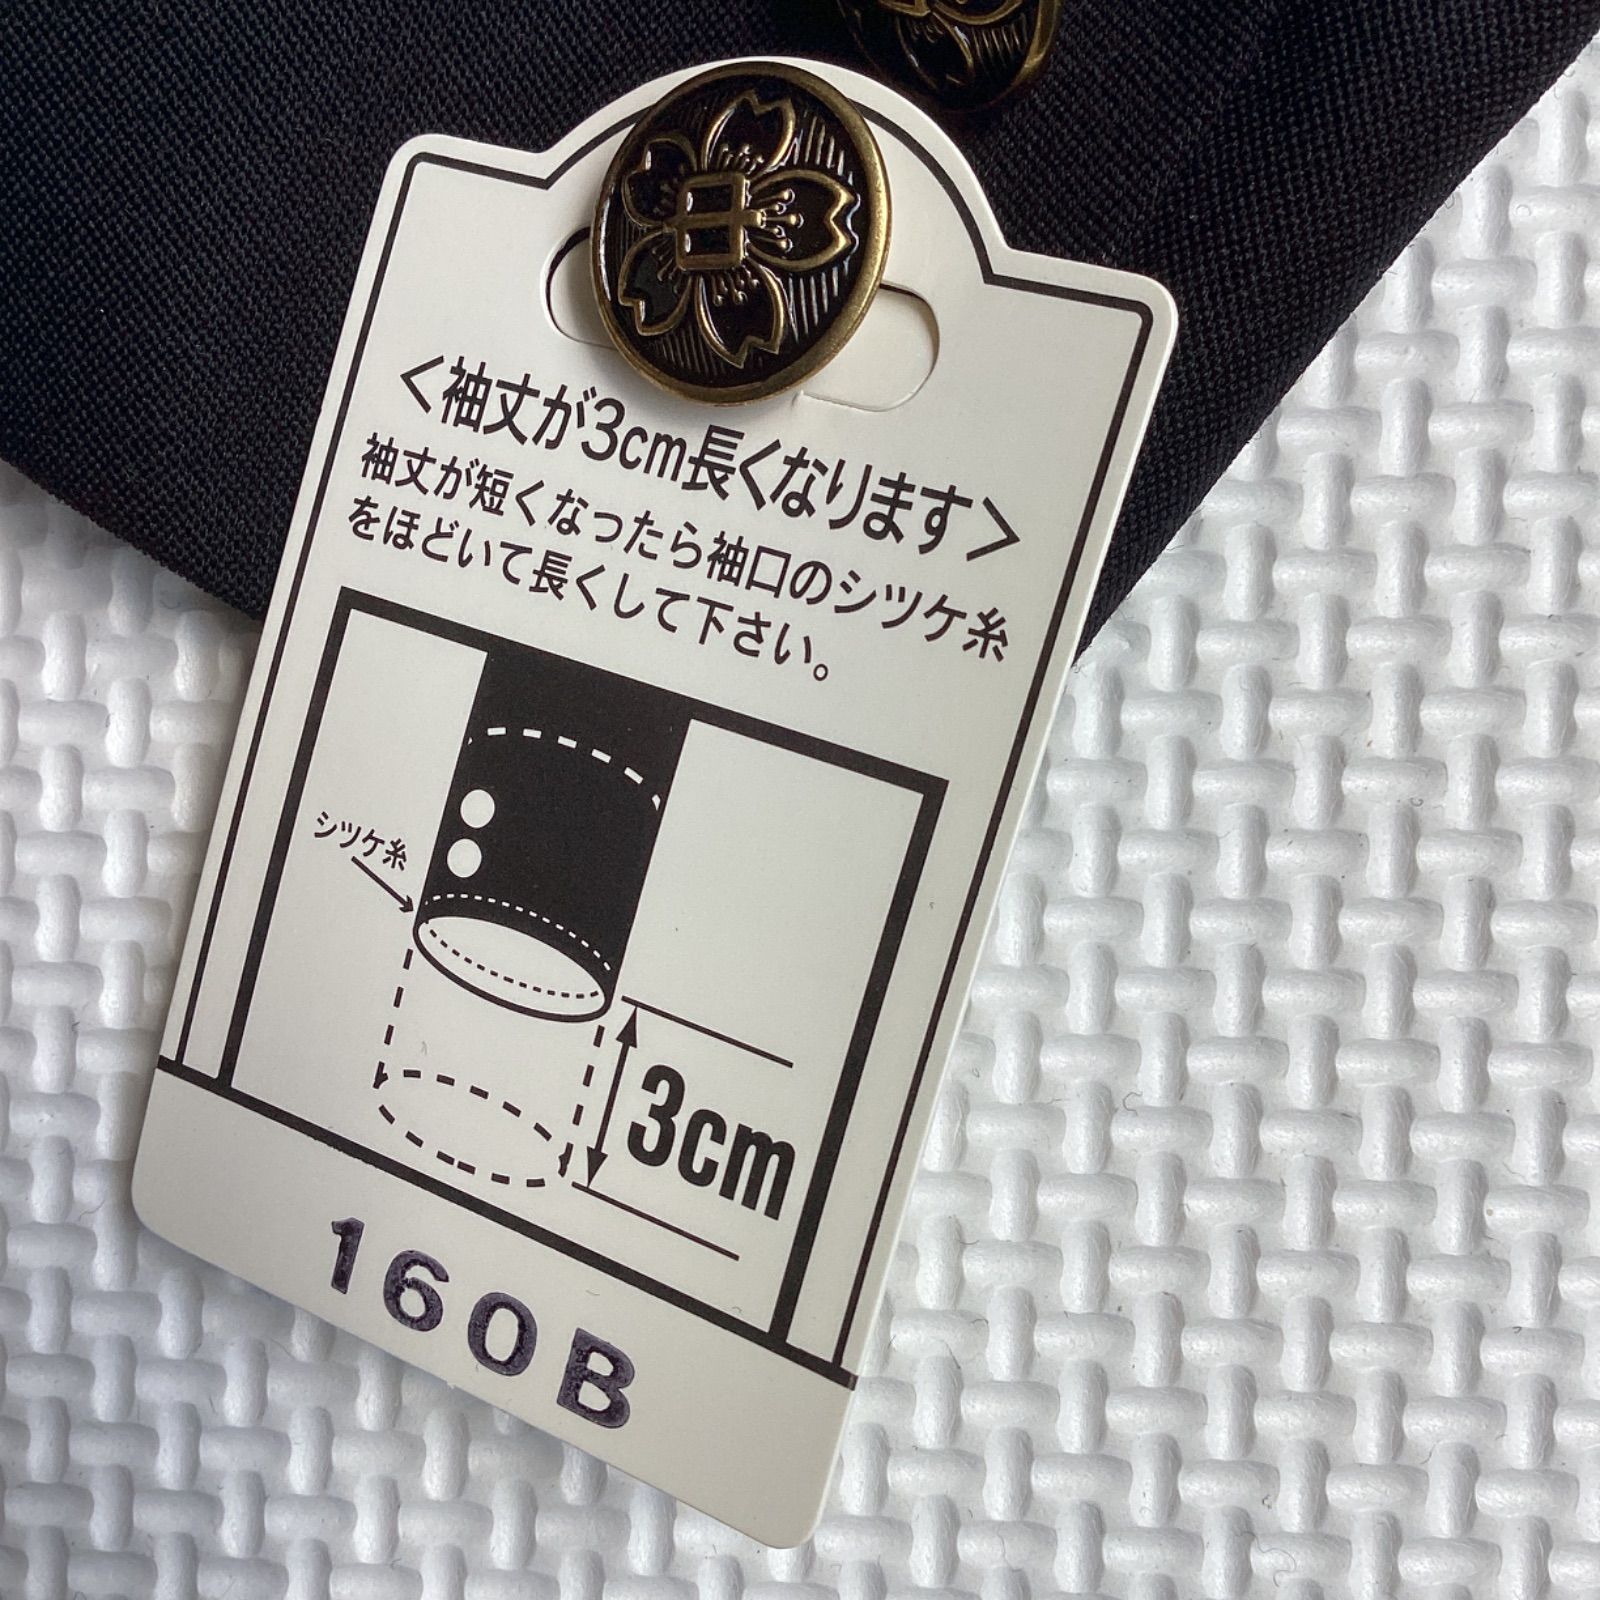 <袖丈が3cm長くなります>
袖丈が短くなったら袖口のシツケ糸
をほどいて長くして下さい。
シツケ糸
3cm
160B